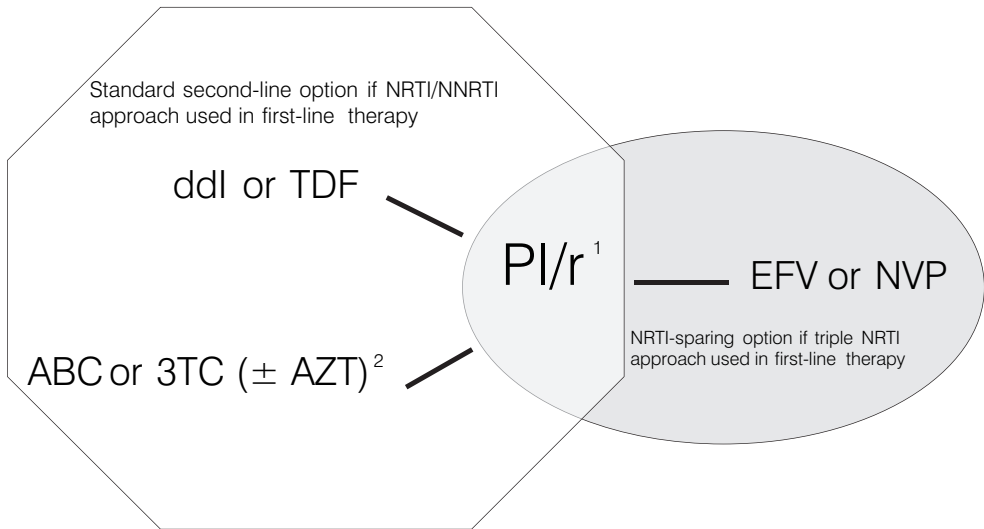 Standard second-line option if NRTI/NNRTI
approach used in first-line therapy
ddI or TDF
PI/r ¹
EFV or NVP
NRTI-sparing option if triple NRTI
approach used in first-line therapy
ABC or 3TC (± AZT) ²